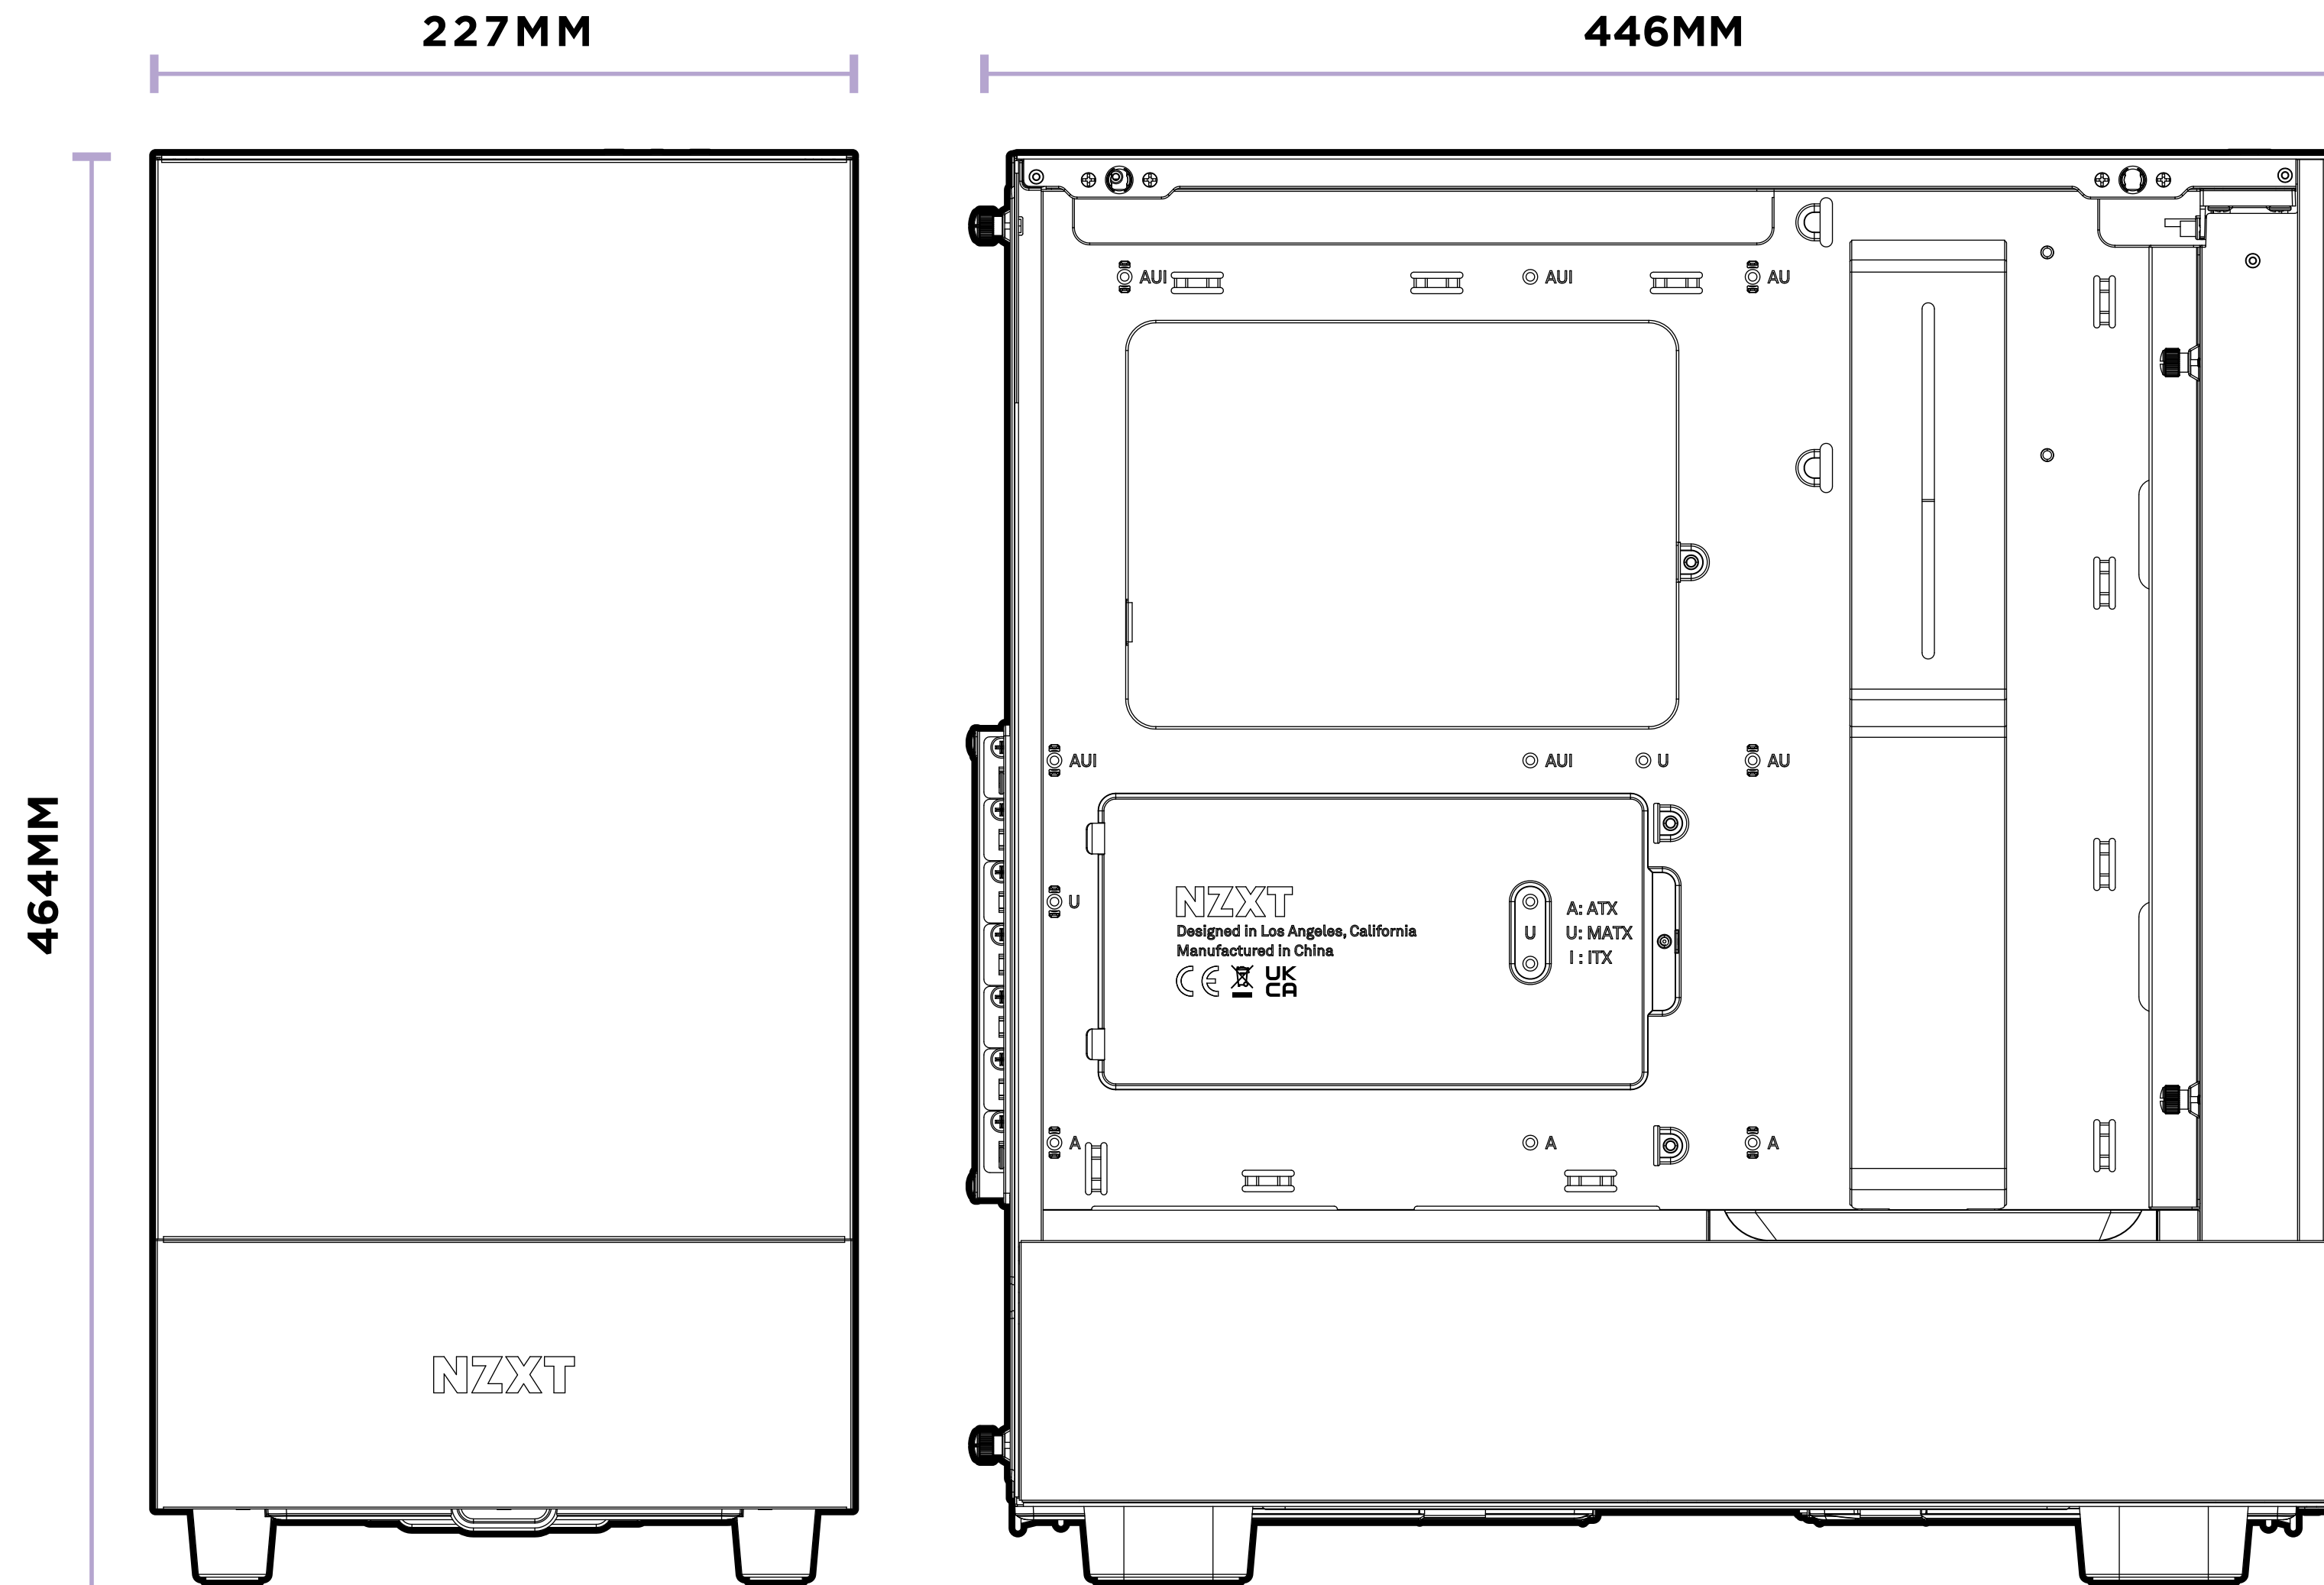 227MM
446MM
464MM
AUI
AUI
AU
AUI
AUI
U
AU
U
NZXT
Designed in Los Angeles, California
Manufactured in China
CE
UK
CA
U
A: ATX
U: MATX
I : ITX
A
A
A
NZXT